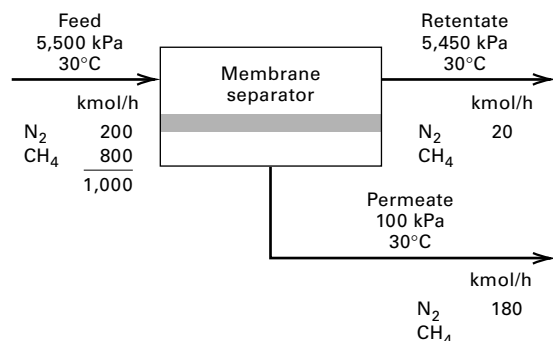 Feed
5,500 kPa
30°C
kmol/h
N₂ 200
CH₄ 800
1,000
Membrane
separator
Retentate
5,450 kPa
30°C
kmol/h
N₂ 20
CH₄
Permeate
100 kPa
30°C
kmol/h
N₂ 180
CH₄